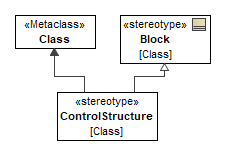 «Metaclass»
Class
«stereotype»
Block
[Class]
«stereotype»
ControlStructure
[Class]